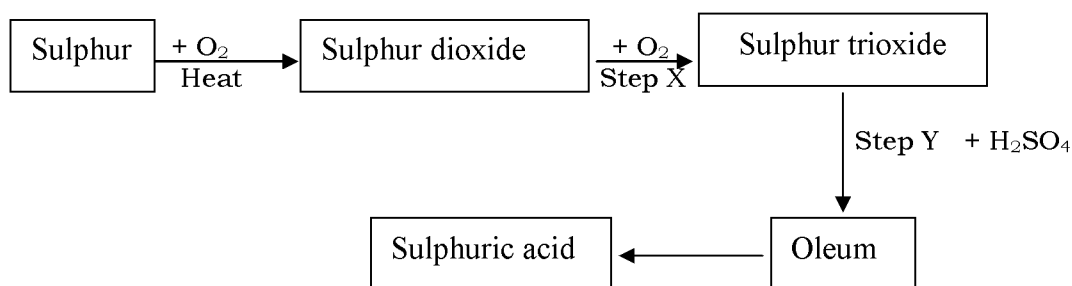 Sulphur
+ O₂
Heat
Sulphur dioxide
+ O₂
Step X
Sulphur trioxide
Step Y + H₂SO₄
Sulphuric acid
Oleum